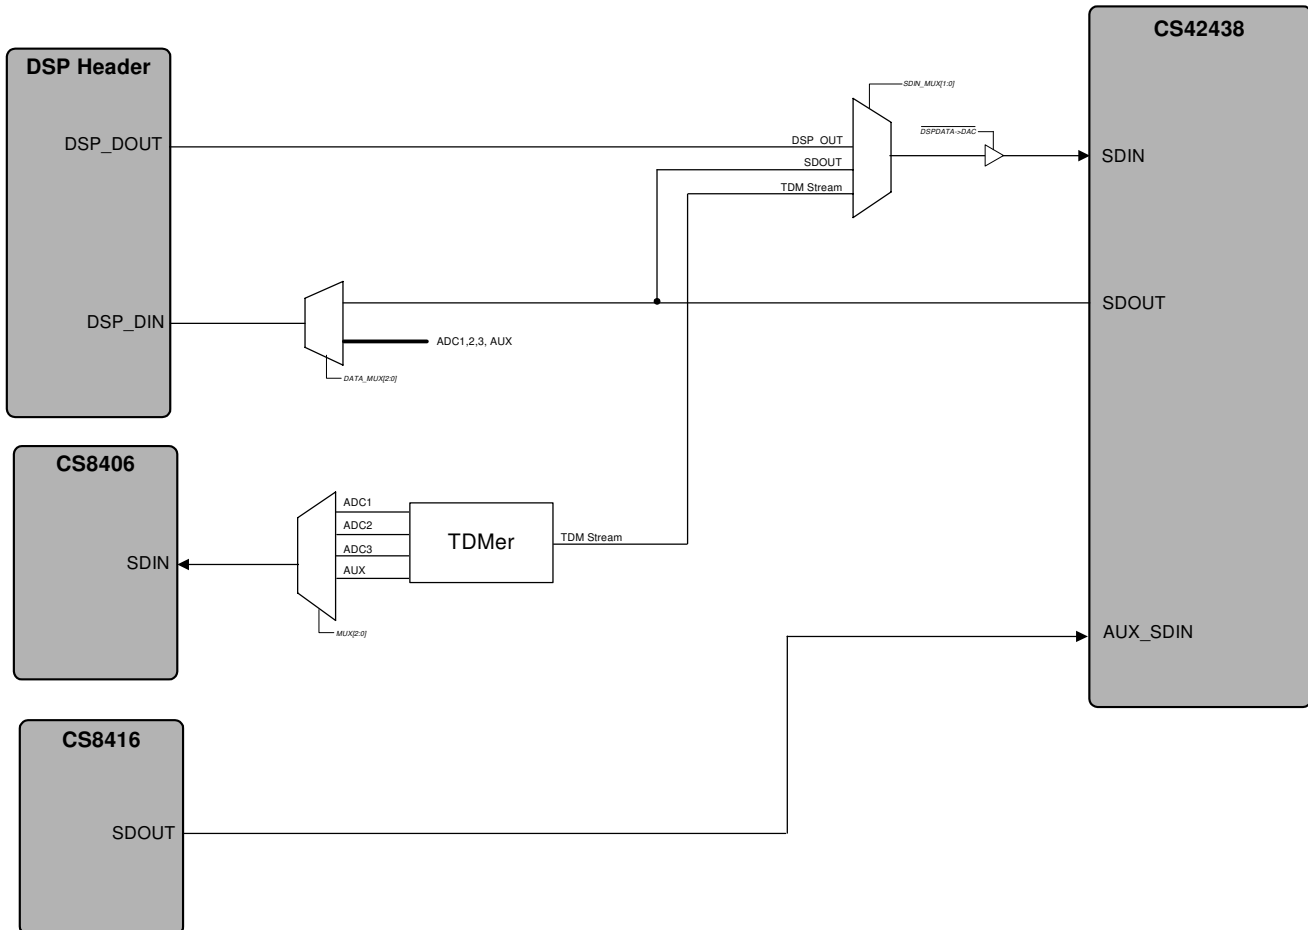 CS42438
DSP Header
SDIN_MUX[1:0]
DSPDATA->DAC
DSP_DOUT
DSP_OUT
SDOUT
SDIN
TDM Stream
SDOUT
DSP_DIN
ADC1,2,3, AUX
DATA_MUX[2:0]
CS8406
ADC1
ADC2
ADC3
AUX
TDMer
TDM Stream
SDIN
MUX[2:0]
AUX_SDIN
CS8416
SDOUT